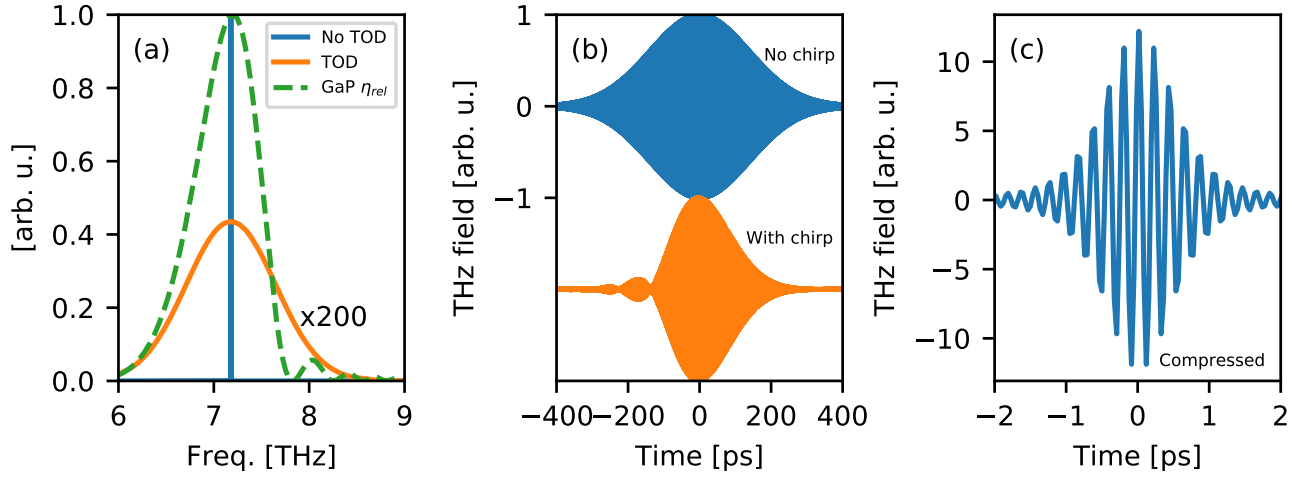 (a)
No TOD
TOD
GaP ηrel
x200
1.0
0.8
0.6
0.4
0.2
0.0
6 7 8 9
Freq. [THz]
[arb. u.]
(b)
No chirp
With chirp
1
0
−1
−400 −200 0 200 400
Time [ps]
THz field [arb. u.]
(c)
Compressed
10
5
0
−5
−10
−2 −1 0 1 2
Time [ps]
THz field [arb. u.]